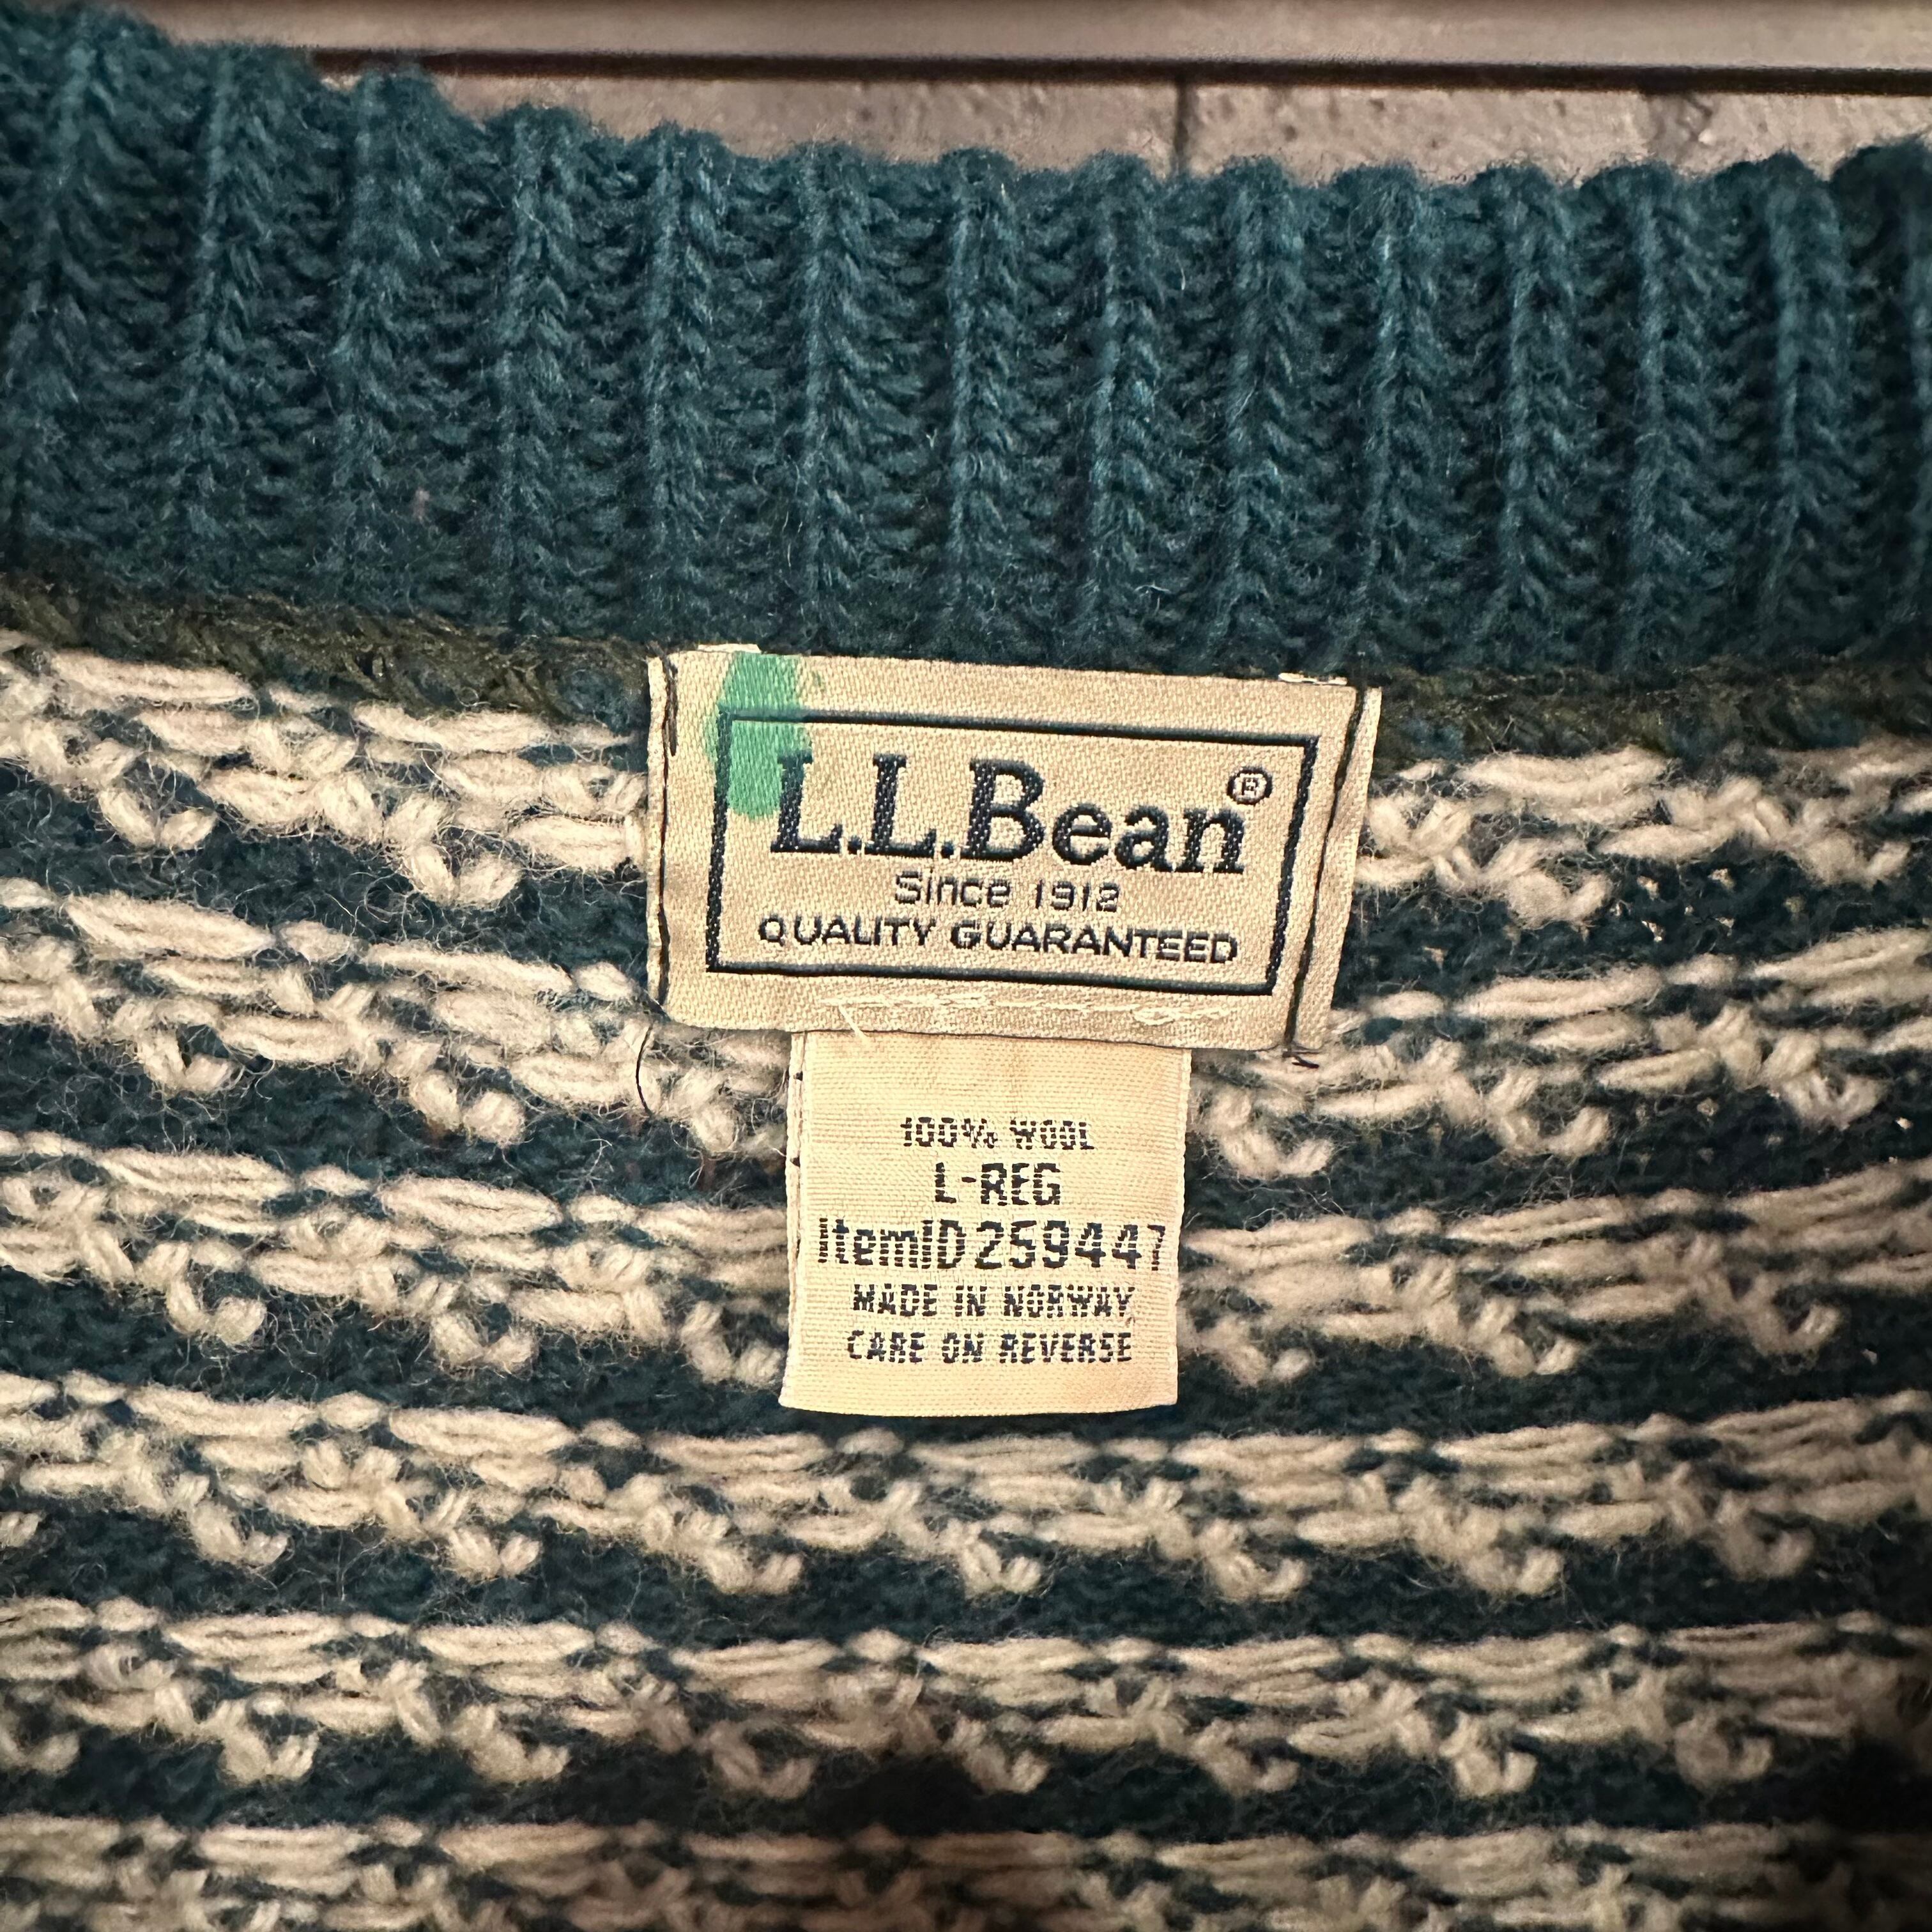 L.L.Bean®
Since 1912
QUALITY GUARANTEED
100% WOOL
L-REG
itemID259447
MADE IN NORWAY
CARE ON REVERSE